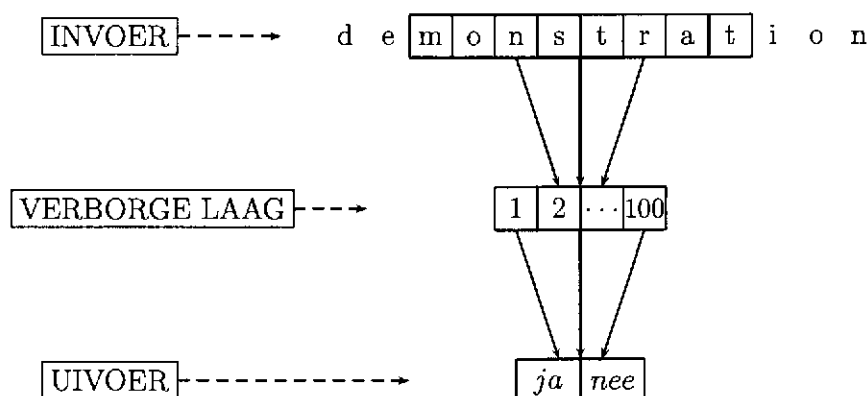 INVOER d e m o n s t r a t i o n
VERBORGE LAAG 1 2 ... 100
UIVOER ja nee